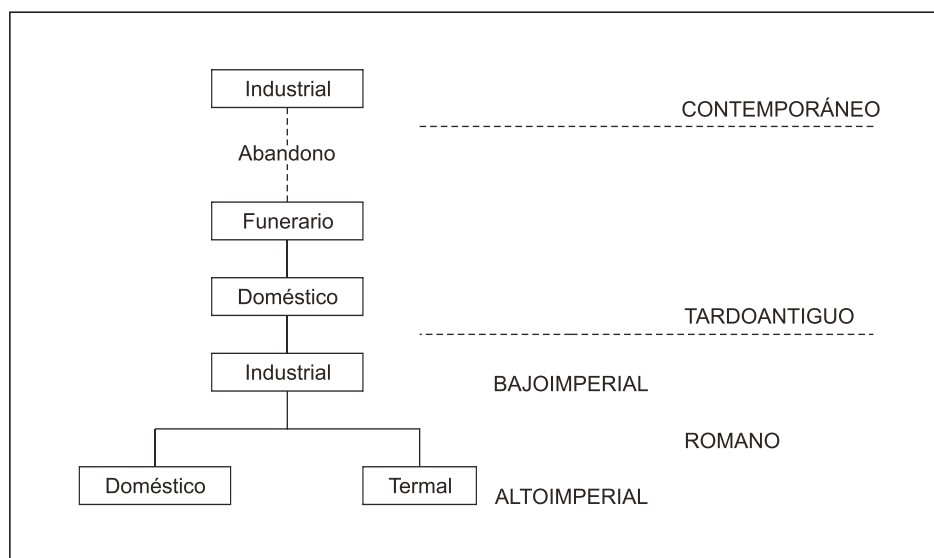 Industrial
CONTEMPORÁNEO
Abandono
Funerario
Doméstico
TARDOANTIGUO
Industrial
BAJOIMPERIAL
ROMANO
Doméstico
Termal
ALTOIMPERIAL